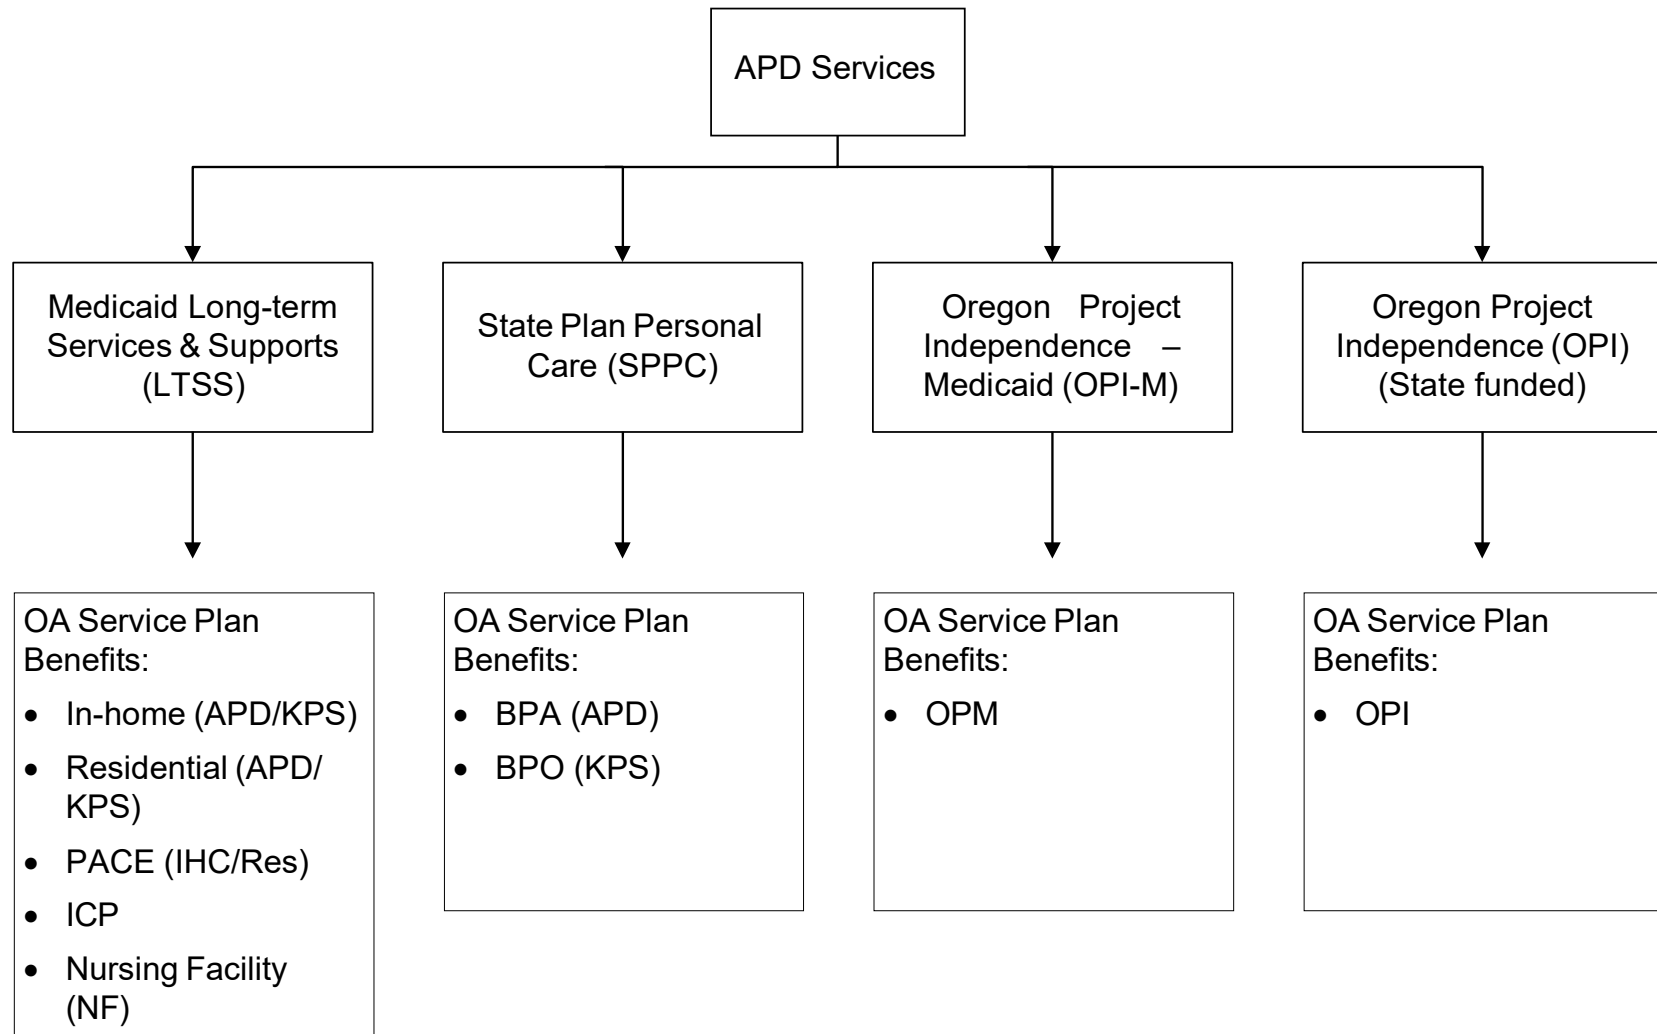 APD Services
Medicaid Long-term
Services & Supports
(LTSS)
State Plan Personal
Care (SPPC)
Oregon Project
Independence –
Medicaid (OPI-M)
Oregon Project
Independence (OPI)
(State funded)
OA Service Plan
Benefits:
• In-home (APD/KPS)
• Residential (APD/
KPS)
• PACE (IHC/Res)
• ICP
• Nursing Facility
(NF)
OA Service Plan
Benefits:
• BPA (APD)
• BPO (KPS)
OA Service Plan
Benefits:
• OPM
OA Service Plan
Benefits:
• OPI